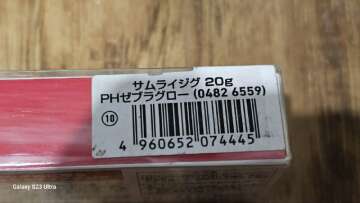 サムライジグ 20g
PHゼブラグロー (0482 6559)
⑱
4 960652 074445
Galaxy S23 Ultra